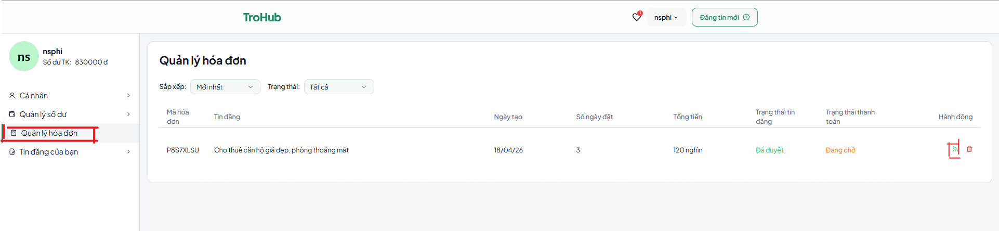 TroHub
1
nsphi
Đăng tin mới
ns
nsphi
Số dư TK: 830000 đ
Cá nhân
Quản lý số dư
Quản lý hóa đơn
Tin đăng của bạn
Quản lý hóa đơn
Sắp xếp: Mới nhất Trạng thái: Tất cả
Mã hóa đơn Tin đăng Ngày tạo Số ngày đặt Tổng tiền Trạng thái tin đăng Trạng thái thanh toán Hành động
P8S7XLSU Cho thuê căn hộ giá đẹp, phòng thoáng mát 18/04/26 3 120 nghìn Đã duyệt Đang chờ